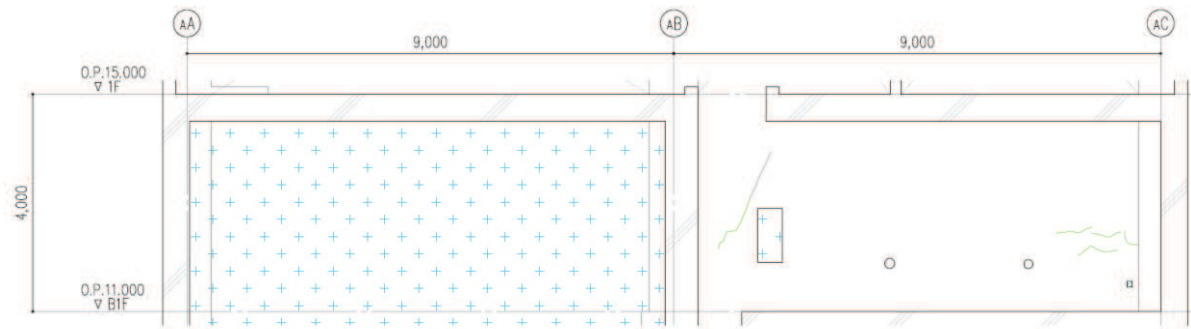 AA
AB
AC
9,000
9,000
O.P.15,000
▽ 1F
4,000
O.P.11.000
▽ B1F